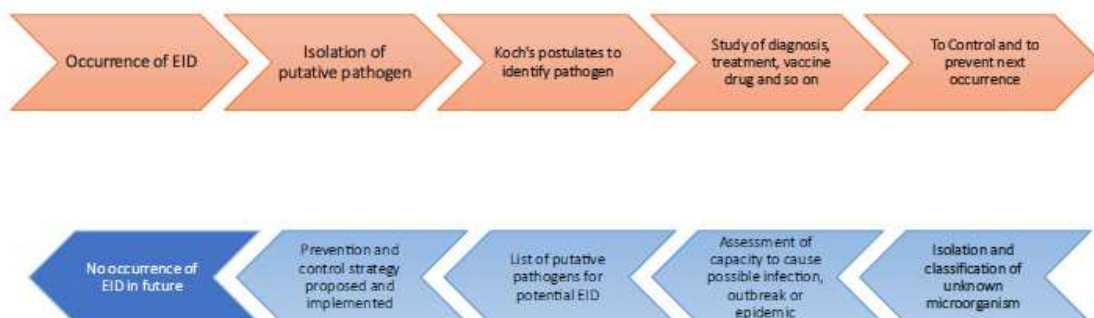 Occurrence of EID
Isolation of
putative pathogen
Koch's postulates to
identify pathogen
Study of diagnosis,
treatment, vaccine
drug and so on
To Control and to
prevent next
occurrence
No occurrence of
EID in future
Prevention and
control strategy
proposed and
implemented
List of putative
pathogens for
potential EID
Assessment of
capacity to cause
possible infection,
outbreak or
epidemic
Isolation and
classification of
unknown
microorganism